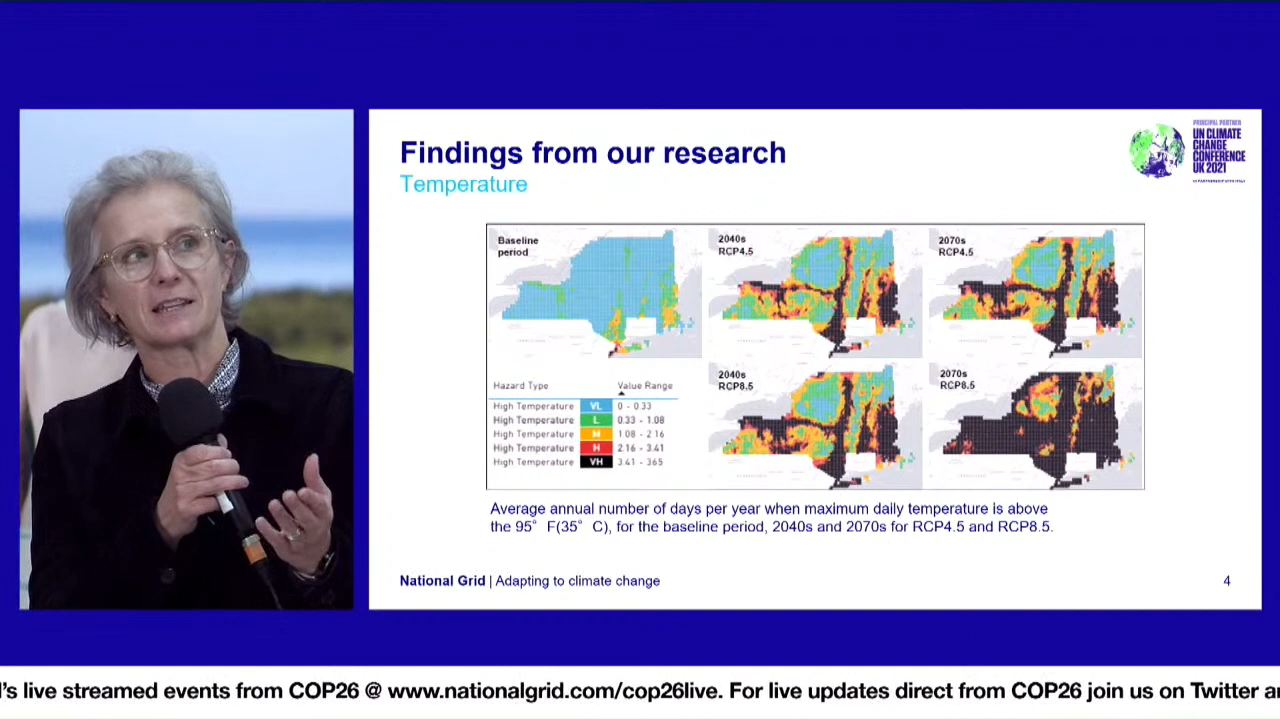 Findings from our research
Temperature
PRINCIPAL PARTNER
UN CLIMATE
CHANGE
CONFERENCE
UK 2021
IN PARTNERSHIP WITH ITALY
Baseline
period
2040s
RCP4.5
2070s
RCP4.5
2040s
RCP8.5
2070s
RCP8.5
Hazard Type Value Range
High Temperature VL 0 - 0.33
High Temperature L 0.33 - 1.08
High Temperature M 1.08 - 2.16
High Temperature H 2.16 - 3.41
High Temperature VH 3.41 - 365
Average annual number of days per year when maximum daily temperature is above
the 95° F(35° C), for the baseline period, 2040s and 2070s for RCP4.5 and RCP8.5.
National Grid | Adapting to climate change 4
l's live streamed events from COP26 @ www.nationalgrid.com/cop26live. For live updates direct from COP26 join us on Twitter a